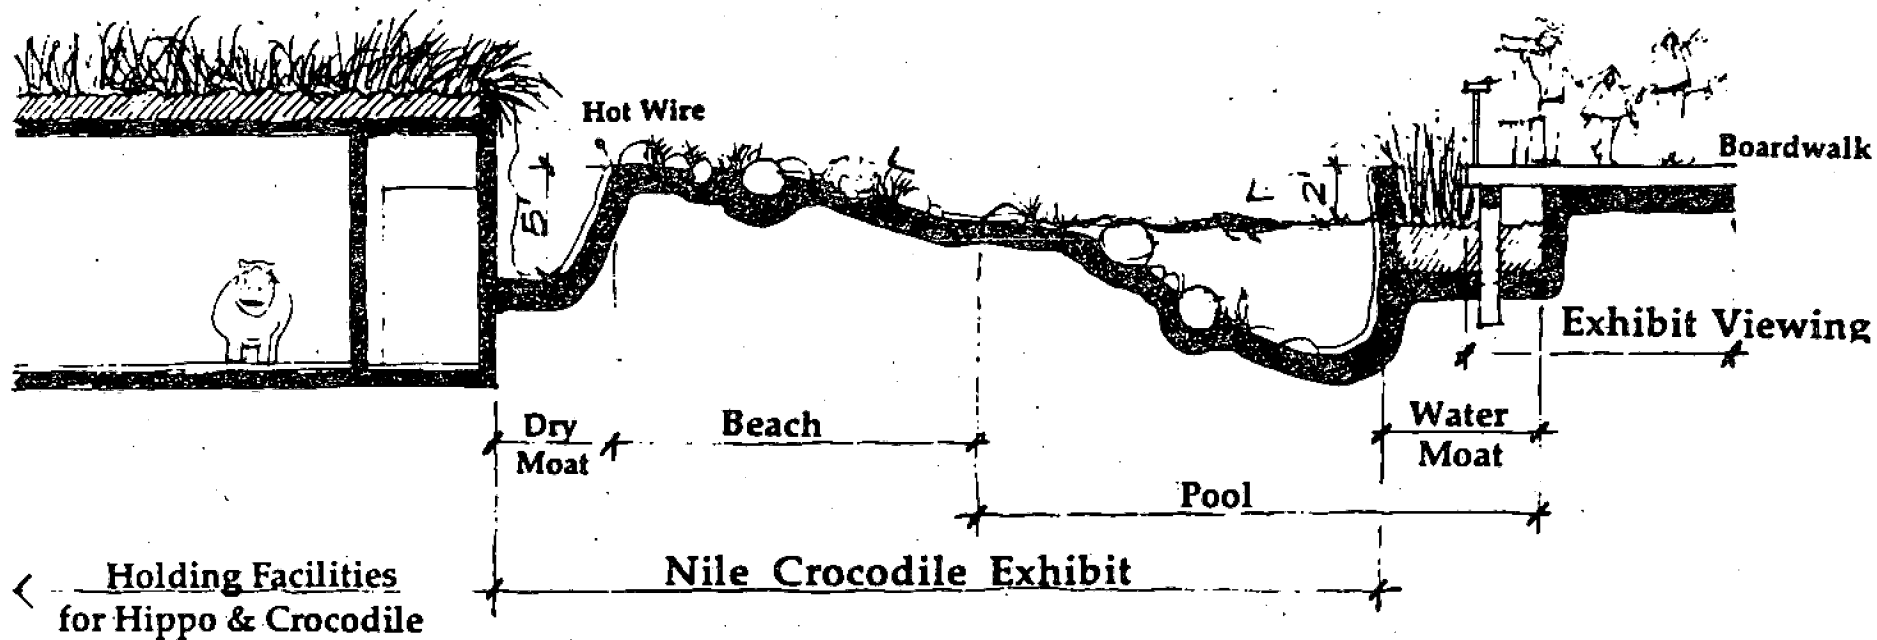 Hot Wire
Boardwalk
5'
2'
Exhibit Viewing
Dry
Moat
Beach
Water
Moat
Pool
Nile Crocodile Exhibit
Holding Facilities
for Hippo & Crocodile